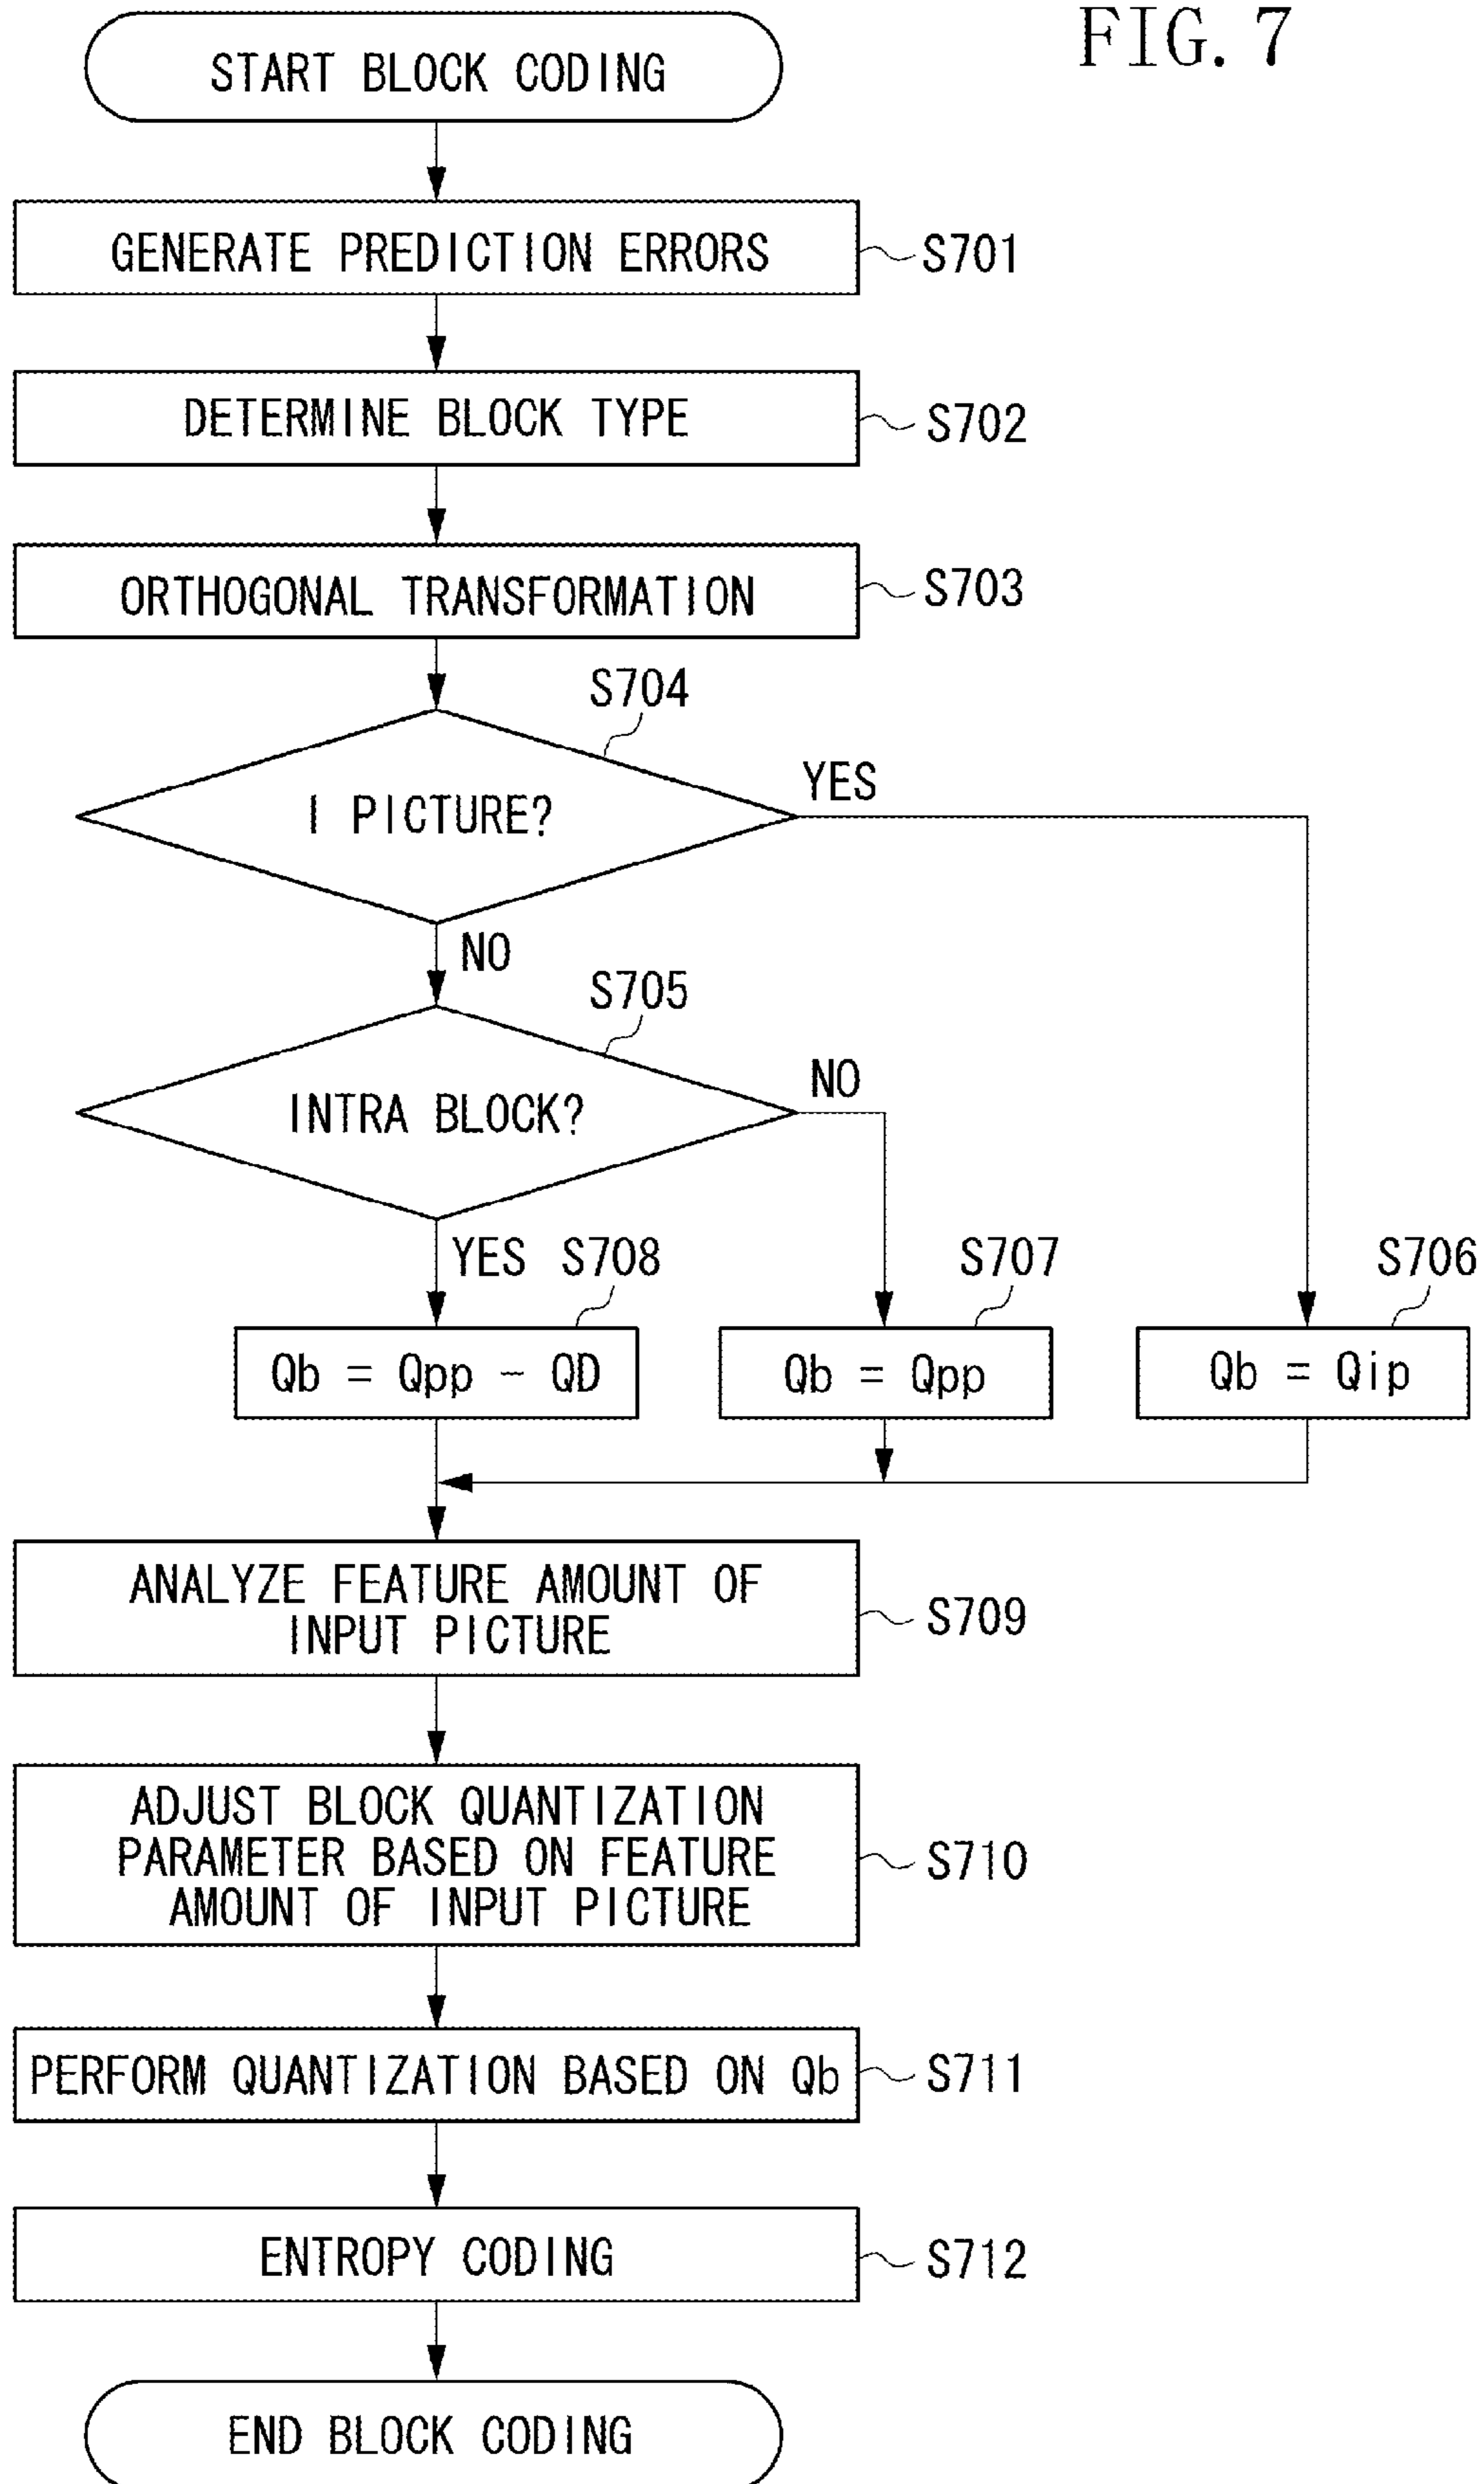 FIG. 7
START BLOCK CODING
GENERATE PREDICTION ERRORS
S701
DETERMINE BLOCK TYPE
S702
ORTHOGONAL TRANSFORMATION
S703
S704
I PICTURE?
YES
NO
S705
INTRA BLOCK?
NO
YES
S708
S707
S706
Qb = Qpp - QD
Qb = Qpp
Qb = Qip
ANALYZE FEATURE AMOUNT OF
INPUT PICTURE
S709
ADJUST BLOCK QUANTIZATION
PARAMETER BASED ON FEATURE
AMOUNT OF INPUT PICTURE
S710
PERFORM QUANTIZATION BASED ON Qb
S711
ENTROPY CODING
S712
END BLOCK CODING